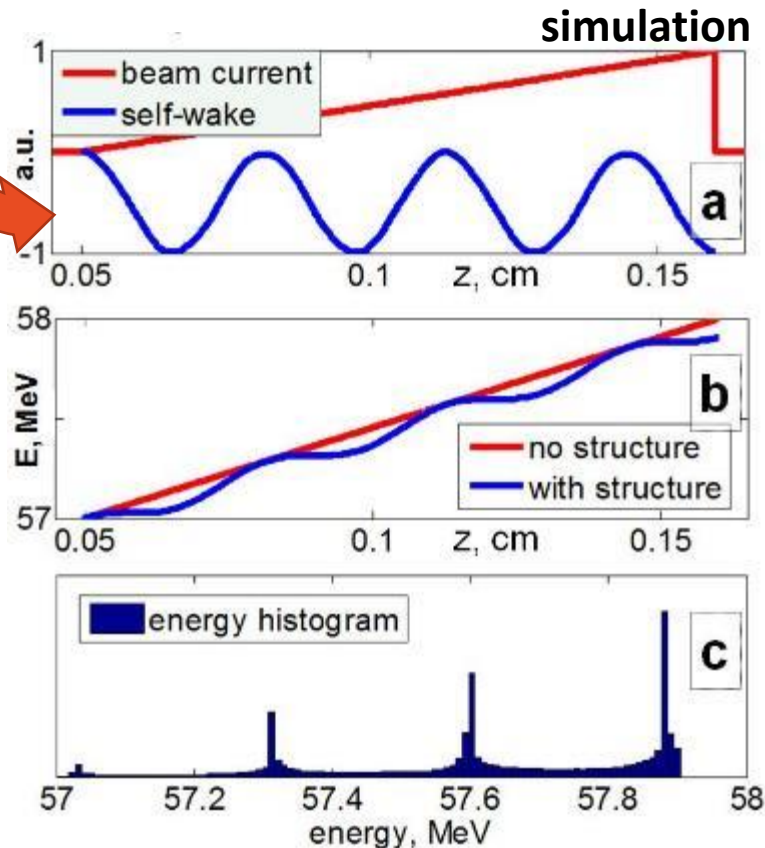 simulation
1
beam current
self-wake
a.u.
a
-1
0.05 0.1 z, cm 0.15
58
E, MeV
b
no structure
with structure
57
0.05 0.1 z, cm 0.15
energy histogram
c
57 57.2 57.4 57.6 57.8 58
energy, MeV